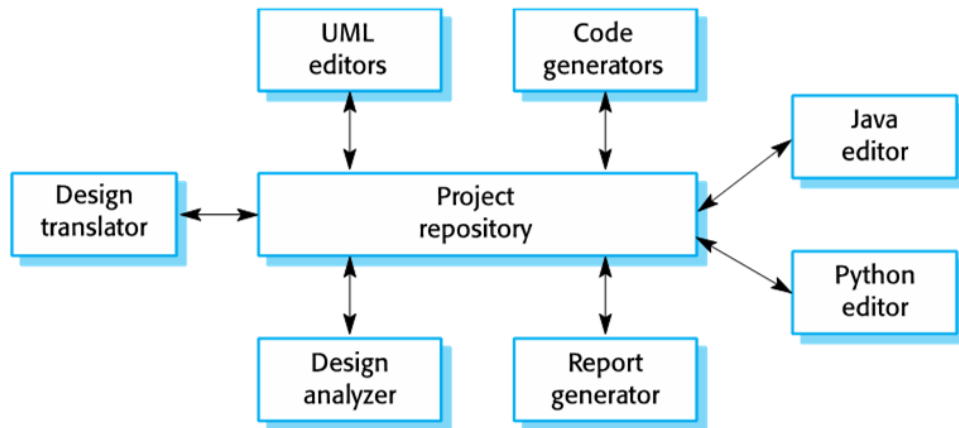 UML
editors
Code
generators
Java
editor
Design
translator
Project
repository
Python
editor
Design
analyzer
Report
generator